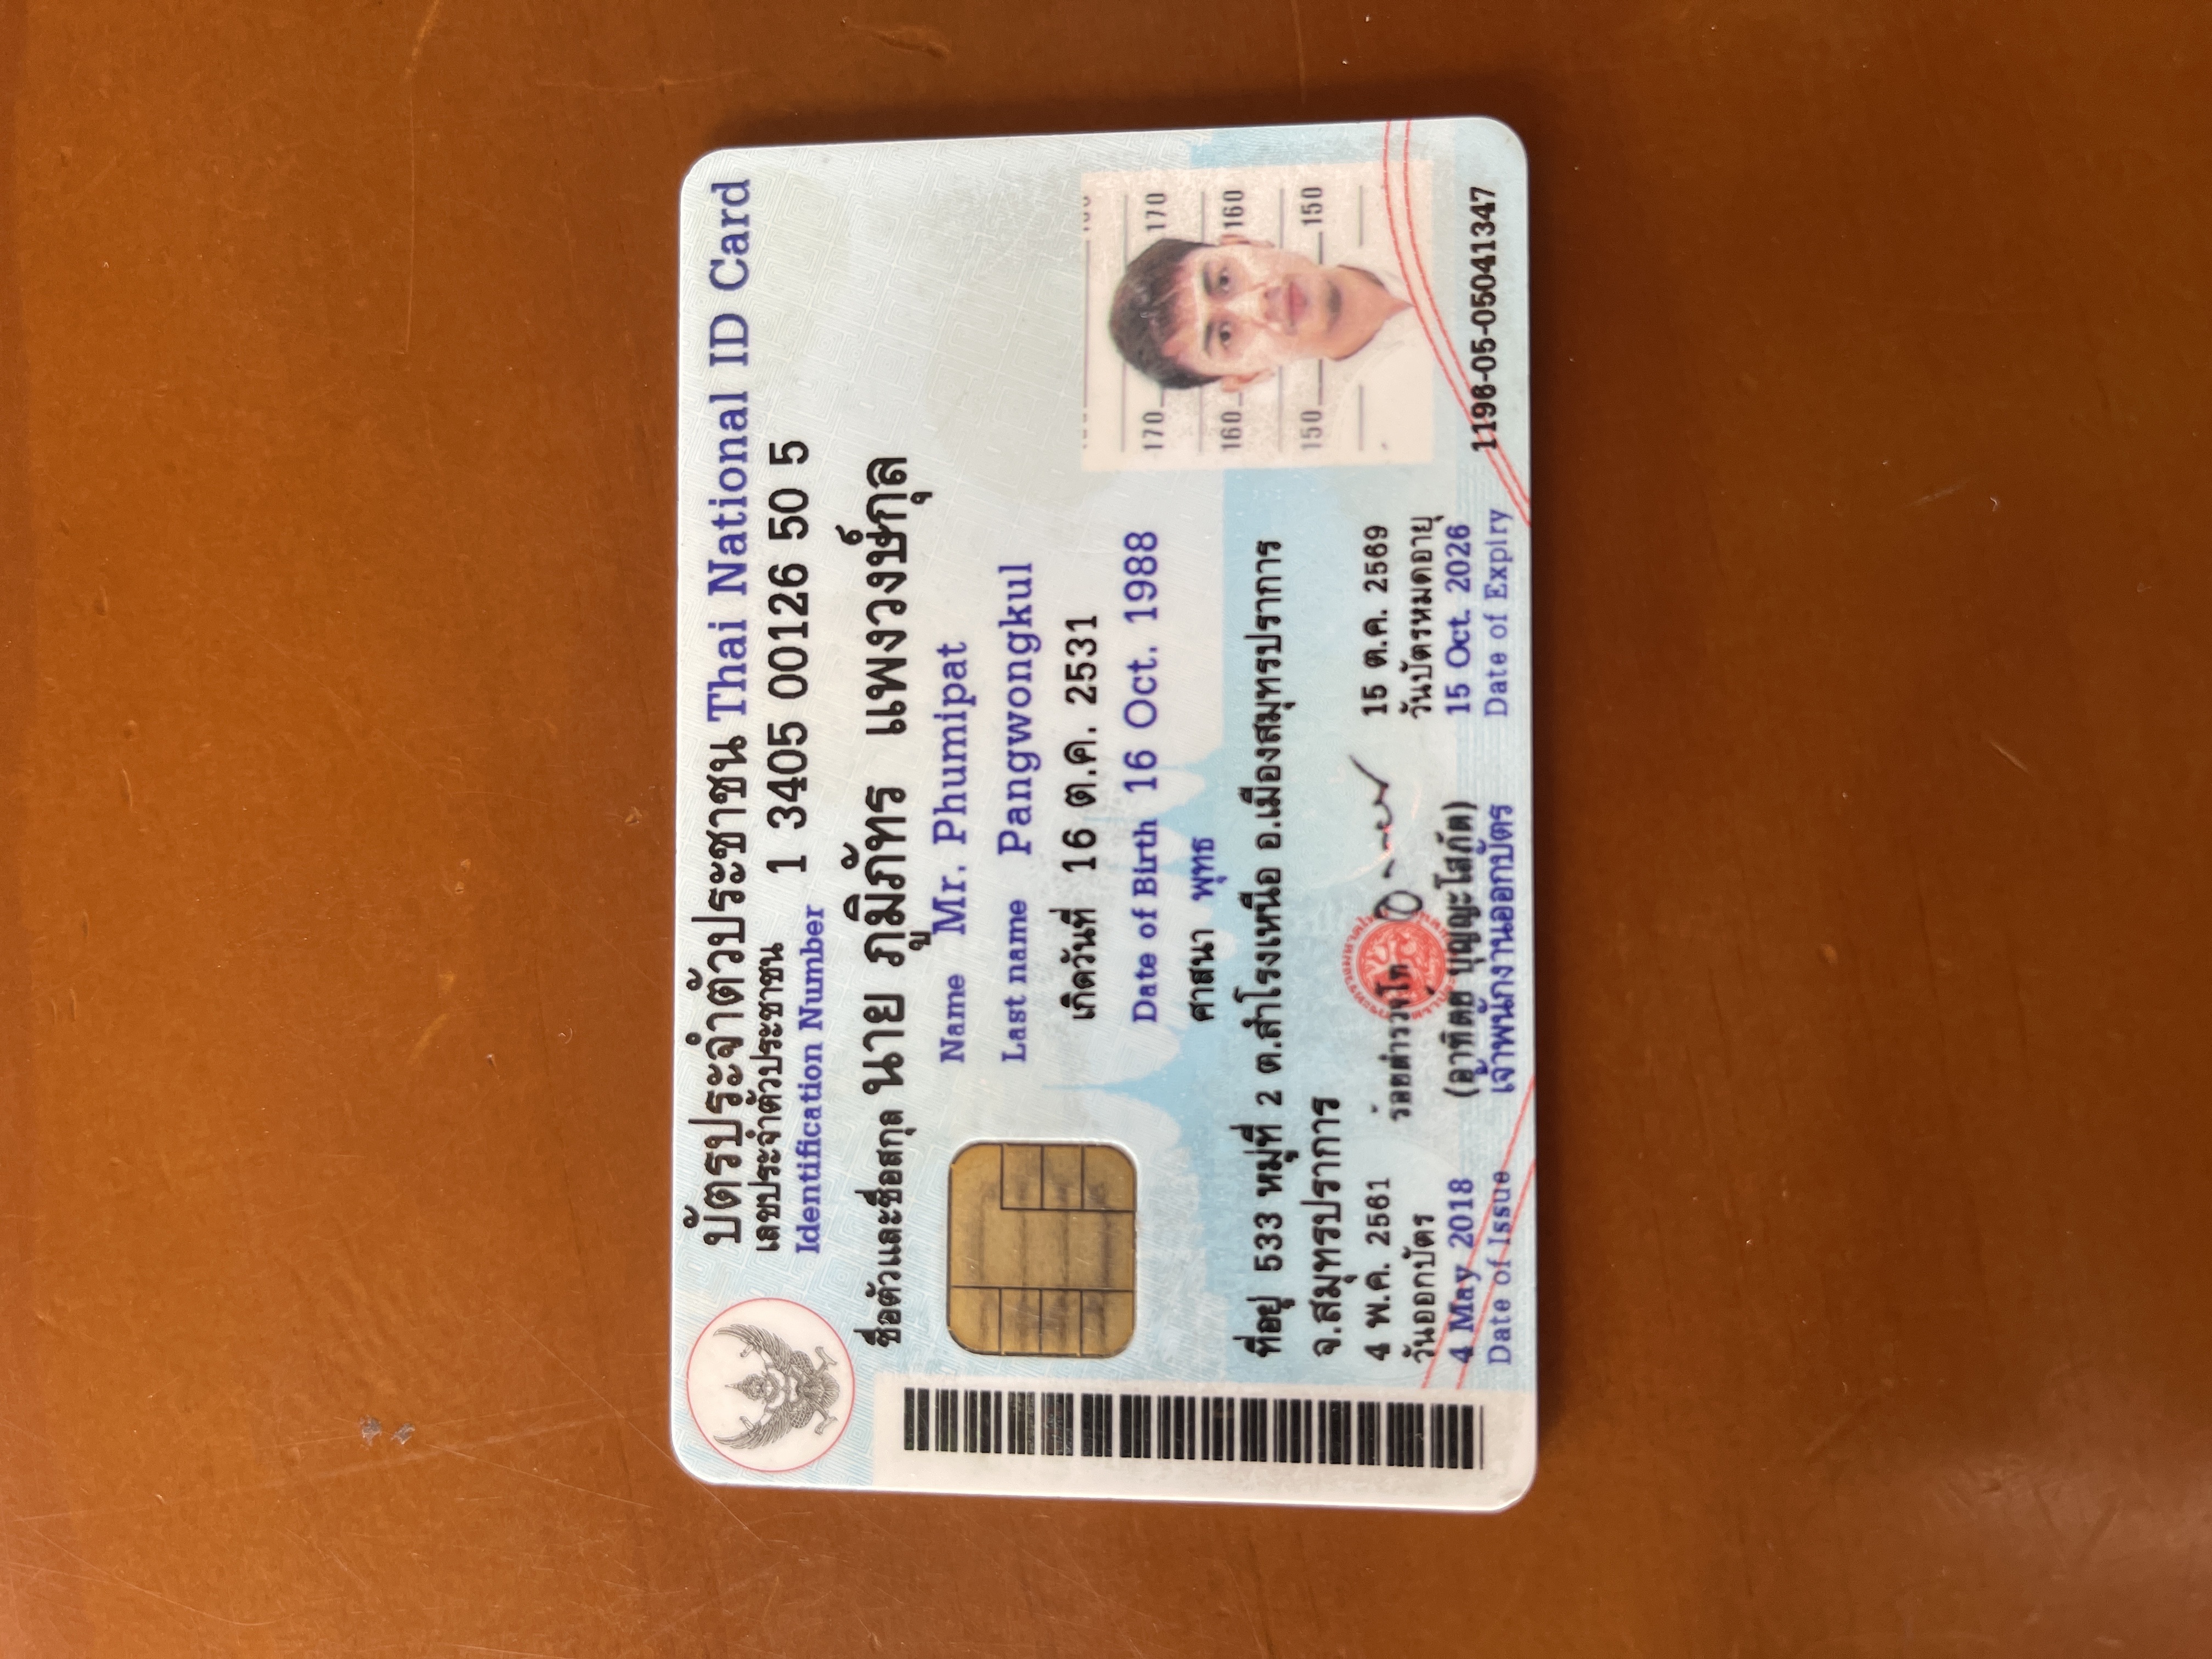 บัตรประจำตัวประชาชน Thai National ID Card
เลขประจำตัวประชาชน
Identification Number 1 3405 00126 50 5
ชื่อตัวและชื่อสกุล นาย ภูมิภัทร แพงวงษ์กุล
Name Mr. Phumipat
Last name Pangwongkul
เกิดวันที่ 16 ต.ค. 2531
Date of Birth 16 Oct. 1988
ศาสนา พุทธ
ที่อยู่ 533 หมู่ที่ 2 ต.สำโรงเหนือ อ.เมืองสมุทรปราการ
จ.สมุทรปราการ
170 170
160 160
150 150
4 พ.ค. 2561
วันออกบัตร
4 May 2018
Date of Issue
ร้อยตำรวจโท
(อาทิตย์ บุญญะโสภัต)
เจ้าพนักงานออกบัตร
15 ต.ค. 2569
วันบัตรหมดอายุ
15 Oct. 2026
Date of Expiry
1196-05-05041347